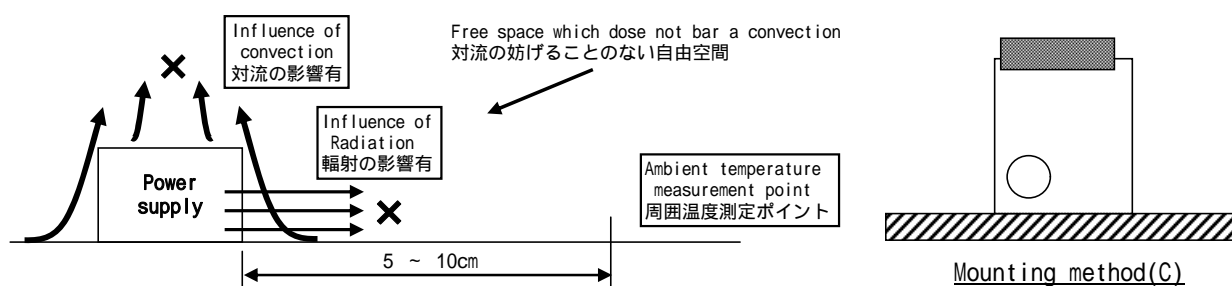 Influence of
convection
対流の影響有
Free space which dose not bar a convection
対流の妨げることのない自由空間
Influence of
Radiation
輻射の影響有
Power
supply
Ambient temperature
measurement point
周囲温度測定ポイント
5 ～ 10cm
Mounting method(C)